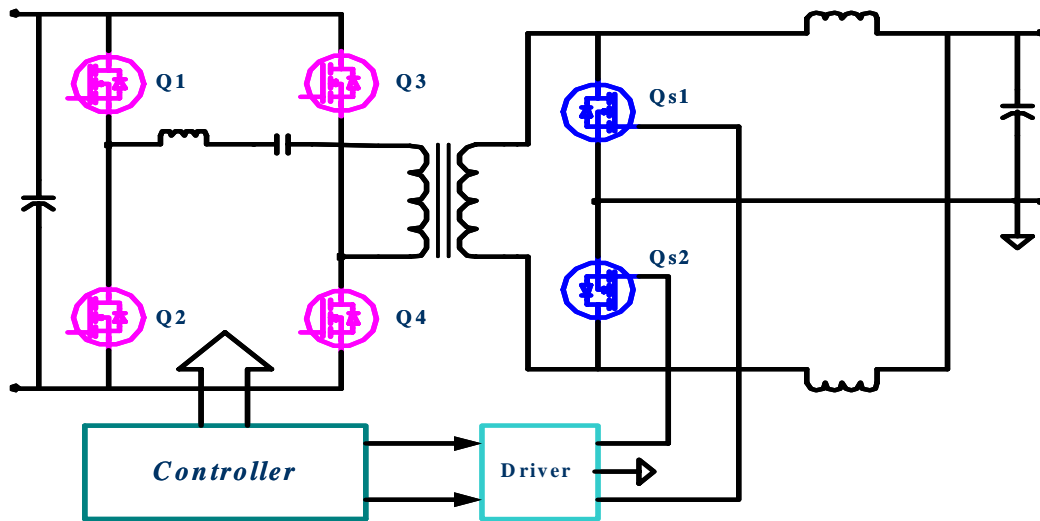 Q1
Q3
Qs1
Qs2
Q2
Q4
Controller
Driver